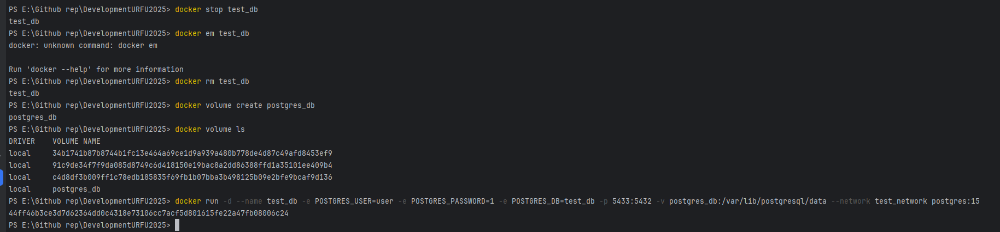 PS E:\Github rep\DevelopmentURFU2025> docker stop test_db
test_db
PS E:\Github rep\DevelopmentURFU2025> docker em test_db
docker: unknown command: docker em

Run 'docker --help' for more information
PS E:\Github rep\DevelopmentURFU2025> docker rm test_db
test_db
PS E:\Github rep\DevelopmentURFU2025> docker volume create postgres_db
postgres_db
PS E:\Github rep\DevelopmentURFU2025> docker volume ls
DRIVER    VOLUME NAME
local     34b1741b87b8744b1fc13e464a69ce1d9a939a480b778de4d87c49afd8453ef9
local     91c9de34f7f9da085d8749c6d418150e19bac8a2dd86388ffd1a35101ee409b4
local     c4d8df3b009ff1c78edb185835f69fb1b07bba3b498125b09e2bfe9bcaf9d136
local     postgres_db
PS E:\Github rep\DevelopmentURFU2025> docker run -d --name test_db -e POSTGRES_USER=user -e POSTGRES_PASSWORD=1 -e POSTGRES_DB=test_db -p 5433:5432 -v postgres_db:/var/lib/postgresql/data --network test_network postgres:15
44ff46b3ce3d7d62364dd0c4318e73106cc7acf5d801615fe22a47fb08006c24
PS E:\Github rep\DevelopmentURFU2025>